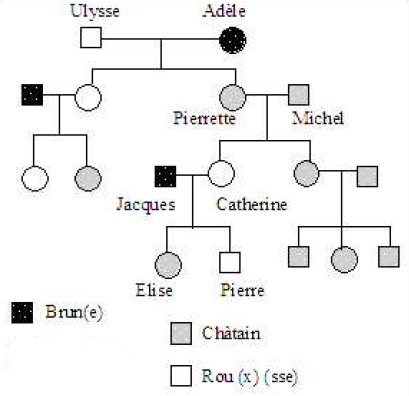 Ulysse Adèle
Pierrette Michel
Jacques Catherine
Elise Pierre
Brun(e)
Châtain
Rou (x) (sse)